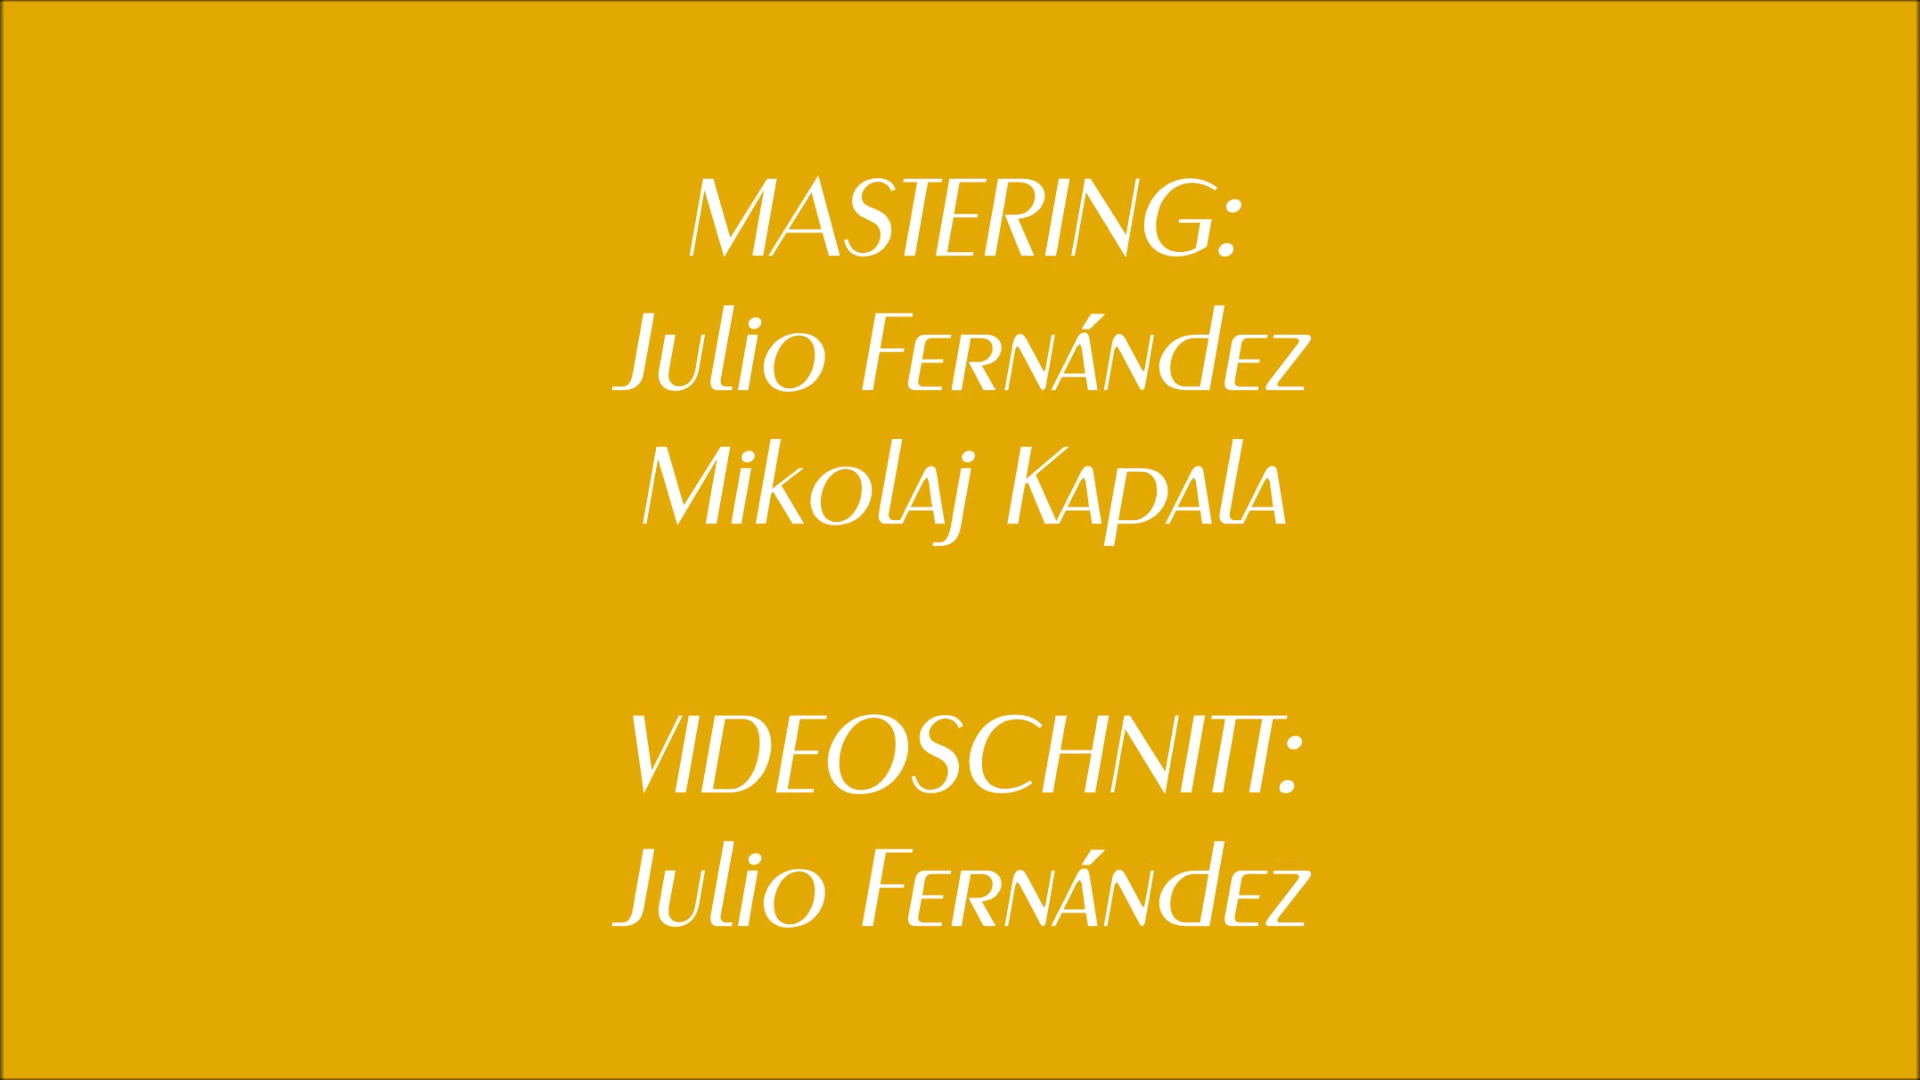 MASTERING:
Julio Fernández
Mikolaj Kapala
VIDEOSCHNITT:
Julio Fernández